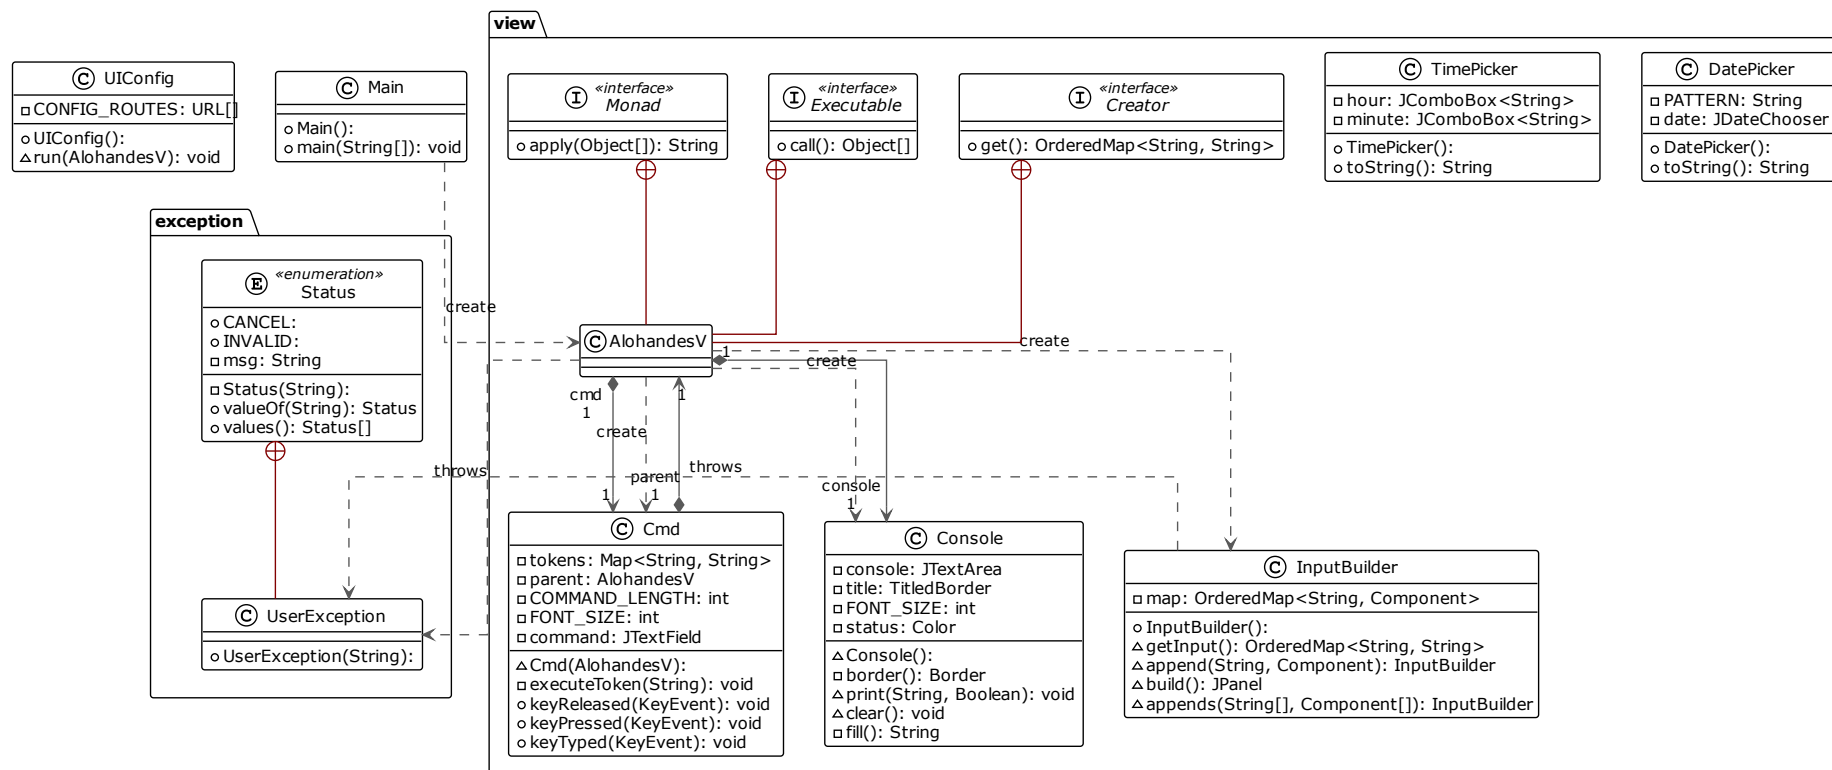 view
C UIConfig
CONFIG_ROUTES: URL[]
UIConfig():
run(AlohandesV): void
C Main
Main():
main(String[]): void
I «interface»
Monad
apply(Object[]): String
I «interface»
Executable
call(): Object[]
I «interface»
Creator
get(): OrderedMap<String, String>
C TimePicker
hour: JComboBox<String>
minute: JComboBox<String>
TimePicker():
toString(): String
C DatePicker
PATTERN: String
date: JDateChooser
DatePicker():
toString(): String
exception
E «enumeration»
Status
CANCEL:
INVALID:
msg: String
Status(String):
valueOf(String): Status
values(): Status[]
create
C AlohandesV
1
create
create
cmd
1
1
create
throws
parent
1
throws
1
console
1
C Cmd
tokens: Map<String, String>
parent: AlohandesV
COMMAND_LENGTH: int
FONT_SIZE: int
command: JTextField
Cmd(AlohandesV):
executeToken(String): void
keyReleased(KeyEvent): void
keyPressed(KeyEvent): void
keyTyped(KeyEvent): void
C Console
console: JTextArea
title: TitledBorder
FONT_SIZE: int
status: Color
Console():
border(): Border
print(String, Boolean): void
clear(): void
fill(): String
C InputBuilder
map: OrderedMap<String, Component>
InputBuilder():
getInput(): OrderedMap<String, String>
append(String, Component): InputBuilder
build(): JPanel
appends(String[], Component[]): InputBuilder
C UserException
UserException(String):